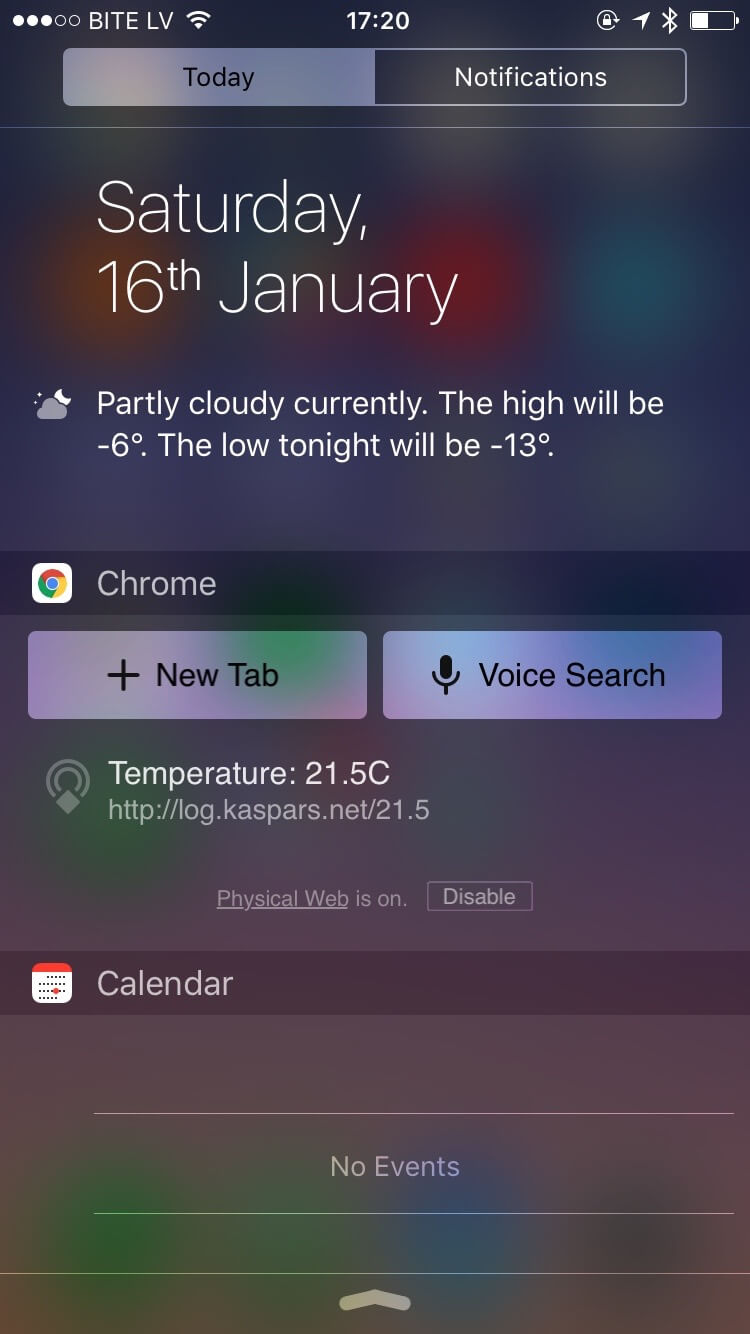 BITE LV
17:20
Today
Notifications
Saturday,
16th January
Partly cloudy currently. The high will be
-6°. The low tonight will be -13°.
Chrome
New Tab
Voice Search
Temperature: 21.5C
http://log.kaspars.net/21.5
Physical Web is on.
Disable
Calendar
No Events